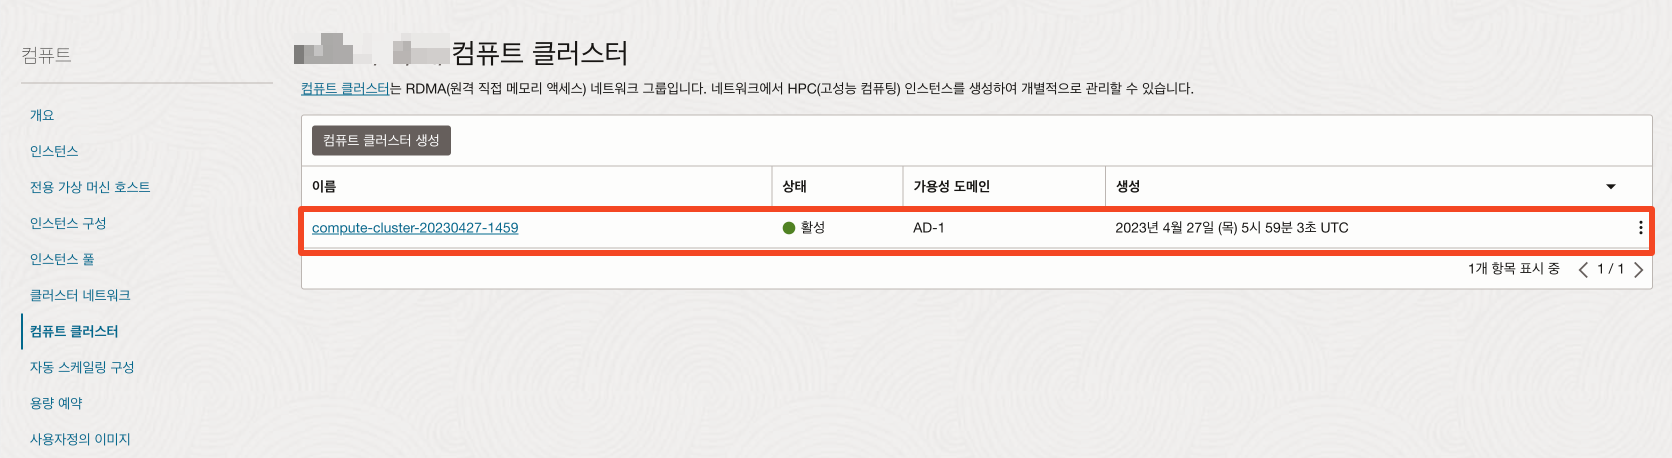 컴퓨트
개요
인스턴스
전용 가상 머신 호스트
인스턴스 구성
인스턴스 풀
클러스터 네트워크
컴퓨트 클러스터
자동 스케일링 구성
용량 예약
사용자정의 이미지
컴퓨트 클러스터
컴퓨트 클러스터는 RDMA(원격 직접 메모리 액세스) 네트워크 그룹입니다. 네트워크에서 HPC(고성능 컴퓨팅) 인스턴스를 생성하여 개별적으로 관리할 수 있습니다.
컴퓨트 클러스터 생성
이름 상태 가용성 도메인 생성
compute-cluster-20230427-1459 활성 AD-1 2023년 4월 27일 (목) 5시 59분 3초 UTC
1개 항목 표시 중 1 / 1